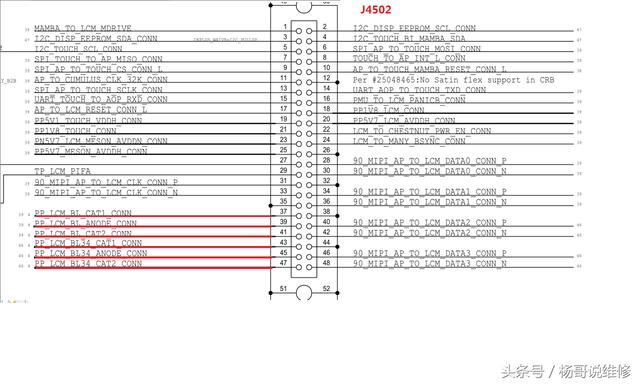 J4502
MAMBA_TO_LCM_MDRIVE 1 2 I2C_DISP_EEPROM_SCL_CONN
I2C_DISP_EEPROM_SDA_CONN 3 4 I2C_TOUCH_BI_MAMBA_SDA
I2C_TOUCH_SCL_CONN 5 6 SPI_AP_TO_TOUCH_MOSI_CONN
SPI_TOUCH_TO_AP_MISO_CONN 7 8 TOUCH_TO_AP_INT_L_CONN
SPI_AP_TO_TOUCH_CS_CONN_L 9 10 AP_TO_TOUCH_MAMBA_RESET_CONN_L
AP_TO_CUMULUS_CLK_32K_CONN 11 12 Per #25048465:No Satin flex support in CRB
SPI_AP_TO_TOUCH_SCLK_CONN 13 14 UART_AOP_TO_TOUCH_TXD_CONN
UART_TOUCH_TO_AOP_RXD_CONN 15 16 PMU_TO_LCM_PANICB_CONN
AP_TO_LCM_RESET_CONN_L 17 18 PP1V8_LCM_CONN
PP5V1_TOUCH_VDDH_CONN 19 20 PP5V7_LCM_AVDDH_CONN
PP1V8_TOUCH_CONN 21 22 LCM_TO_CHESTNUT_PWR_EN_CONN
PN5V7_LCM_MESON_AVDDN_CONN 23 24 LCM_TO_MANY_BSYNC_CONN
PP5V7_MESON_AVDDH_CONN 25 26
27 28 90_MIPI_AP_TO_LCM_DATA0_CONN_P
TP_LCM_PIFA 29 30 90_MIPI_AP_TO_LCM_DATA0_CONN_N
90_MIPI_AP_TO_LCM_CLK_CONN_P 31 32
90_MIPI_AP_TO_LCM_CLK_CONN_N 33 34 90_MIPI_AP_TO_LCM_DATA1_CONN_P
35 36 90_MIPI_AP_TO_LCM_DATA1_CONN_N
PP_LCM_BL_CAT1_CONN 37 38
PP_LCM_BL_ANODE_CONN 39 40 90_MIPI_AP_TO_LCM_DATA2_CONN_P
PP_LCM_BL_CAT2_CONN 41 42 90_MIPI_AP_TO_LCM_DATA2_CONN_N
PP_LCM_BL34_CAT1_CONN 43 44
PP_LCM_BL34_ANODE_CONN 45 46 90_MIPI_AP_TO_LCM_DATA3_CONN_P
PP_LCM_BL34_CAT2_CONN 47 48 90_MIPI_AP_TO_LCM_DATA3_CONN_N
51 52
头条号 / 杨哥说维修